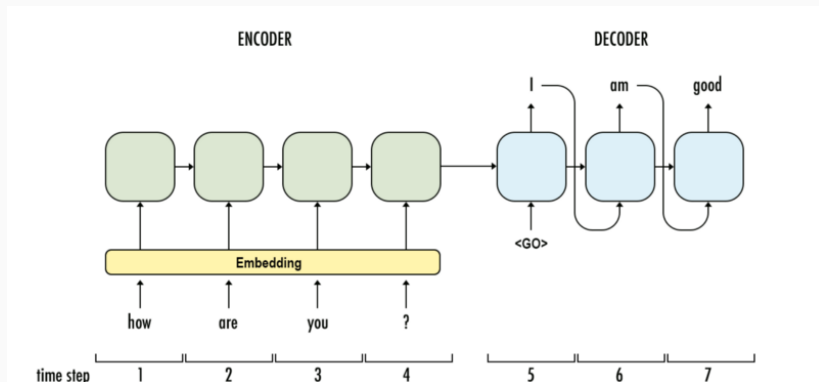 ENCODER DECODER
I am good
<GO>
Embedding
how are you ?
time step 1 2 3 4 5 6 7